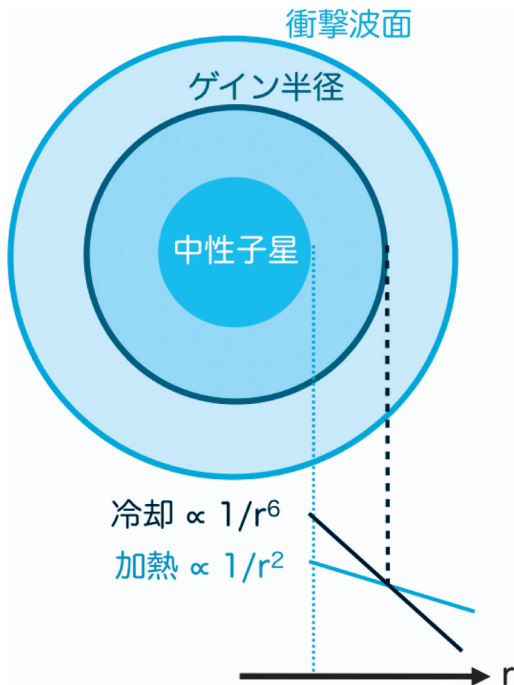 衝撃波面
ゲイン半径
中性子星
冷却 ∝ 1/r⁶
加熱 ∝ 1/r²
r